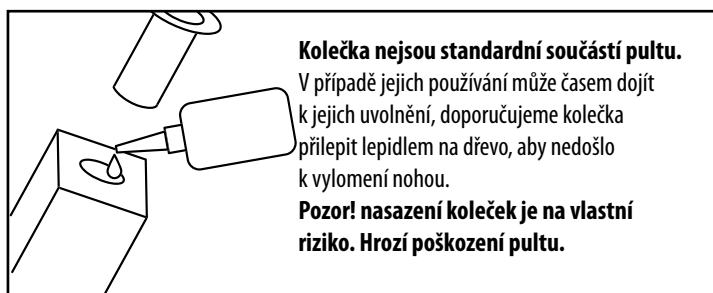 Kolečka nejsou standardní součástí pultu.
V případě jejich používání může časem dojít
k jejich uvolnění, doporučujeme kolečka
přilepit lepidlem na dřevo, aby nedošlo
k vylomení nohou.
Pozor! nasazení koleček je na vlastní
riziko. Hrozí poškození pultu.